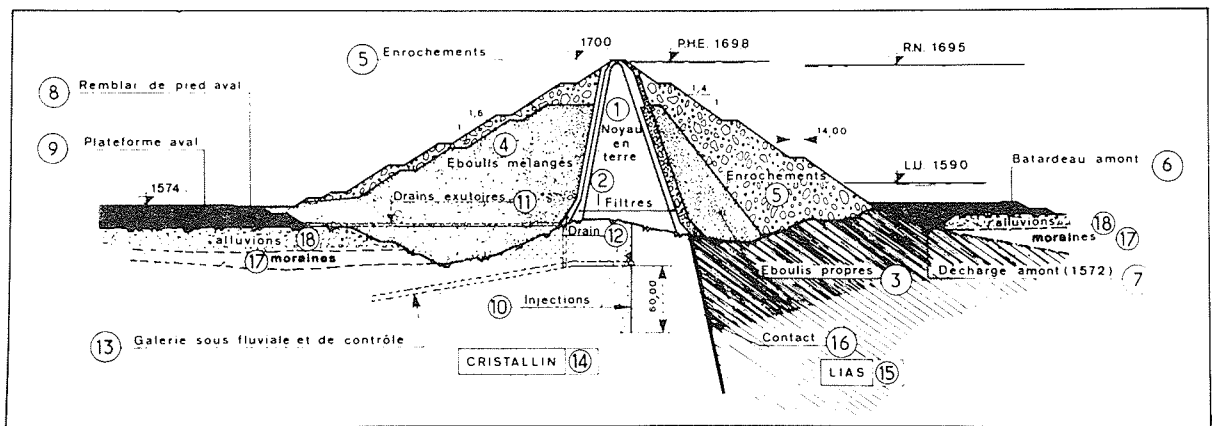 5 Enrochements
1700
P.H.E. 1698
R.N. 1695
8 Remblai de pied aval
1,4
1
1,6
1
1
Noyau
en
terre
14,00
9 Plateforme aval
4
Eboulis mélangés
Enrochements
5
L.U. 1590
Batardeau amont
6
1574
2
Drains exutoires 11
Filtres
alluvions 18
Drain 12
alluvions 18
17 moraines
moraines 17
Eboulis propres 3
Décharge amont (1572) 7
10 Injections
60,00
13 Galerie sous fluviale et de contrôle
Contact 16
CRISTALLIN 14
LIAS 15